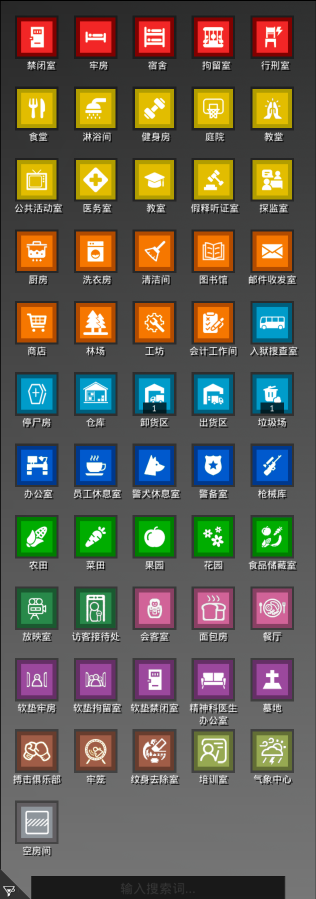 禁闭室 牢房 宿舍 拘留室 行刑室
食堂 淋浴间 健身房 庭院 教堂
公共活动室 医务室 教室 假释听证室 探监室
厨房 洗衣房 清洁间 图书馆 邮件收发室
商店 林场 工坊 会计工作间 入狱搜查室
1 1
停尸房 仓库 卸货区 出货区 垃圾场
办公室 员工休息室 警犬休息室 警备室 枪械库
农田 菜田 果园 花园 食品储藏室
放映室 访客接待处 会客室 面包房 餐厅
软垫牢房 软垫拘留室 软垫禁闭室 精神科医生 墓地
办公室
搏击俱乐部 牢笼 纹身去除室 培训室 气象中心
空房间
输入搜索词...